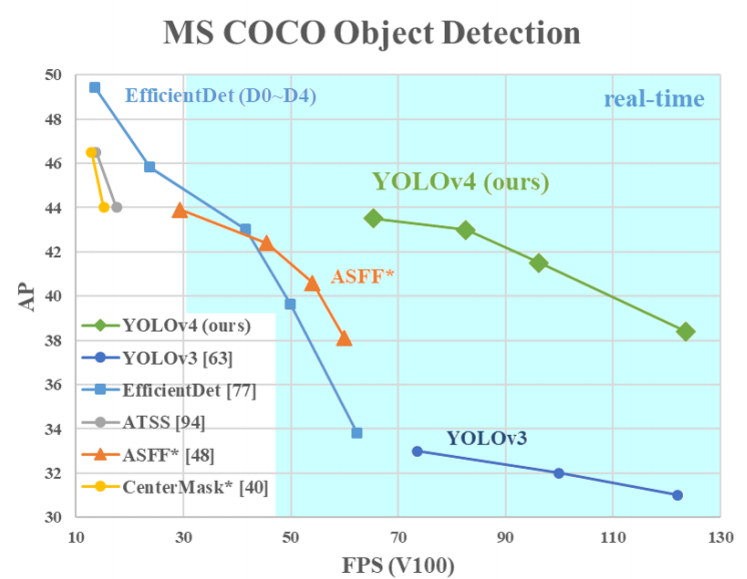 MS COCO Object Detection
50
48
46
44
42
40
38
36
34
32
30
AP
EfficientDet (D0~D4)
real-time
YOLOv4 (ours)
ASFF*
YOLOv3
YOLOv4 (ours)
YOLOv3 [63]
EfficientDet [77]
ATSS [94]
ASFF* [48]
CenterMask* [40]
10 30 50 70 90 110 130
FPS (V100)